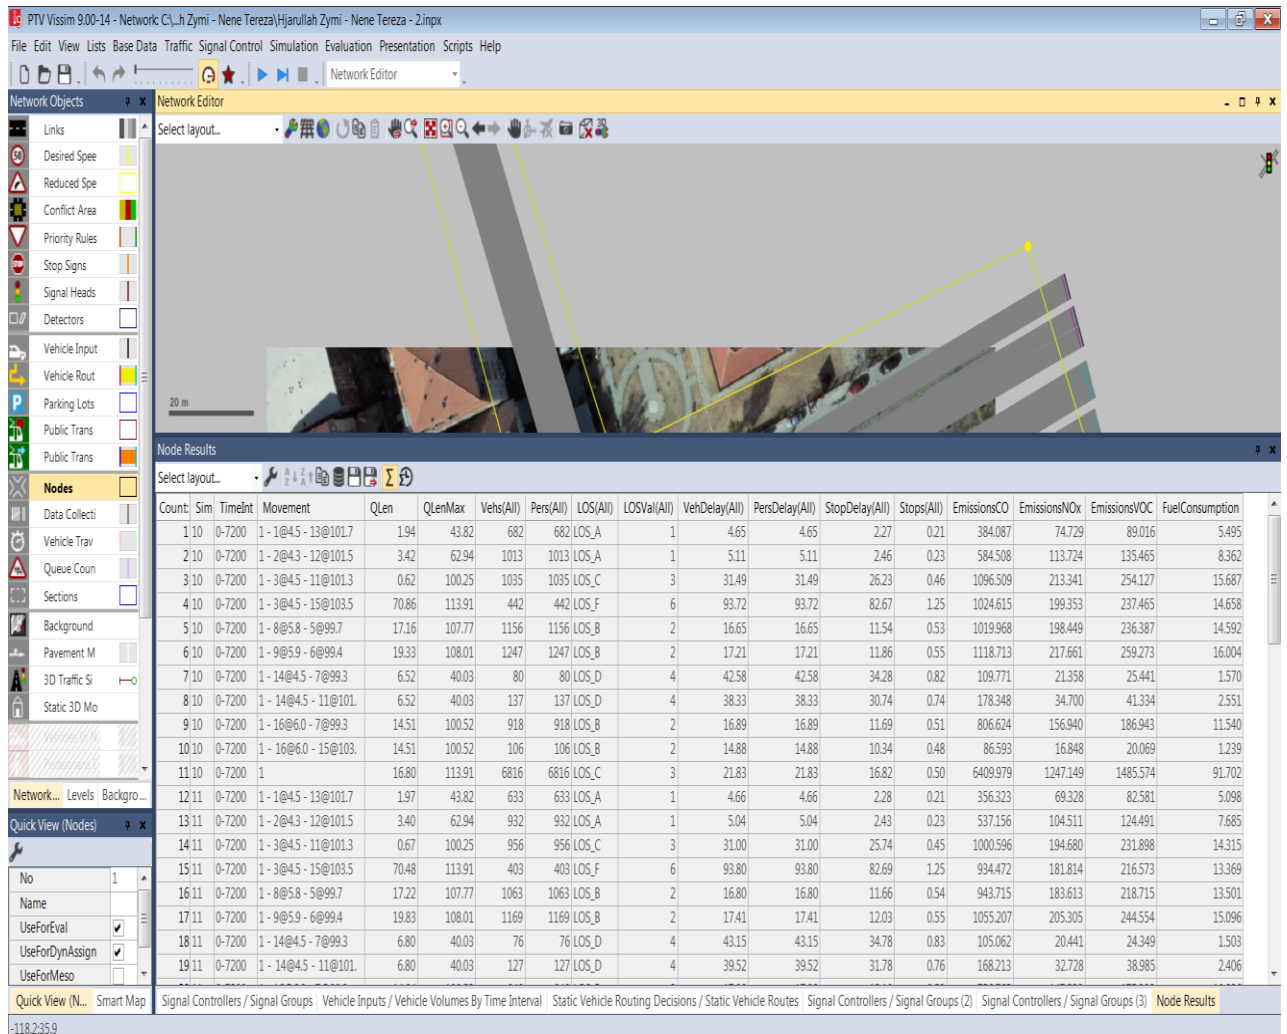 PTV Vissim 9.00-14 - Network: C:\...h Zymi - Nene Tereza\Hjarullah Zymi - Nene Tereza - 2.inpx
File Edit View Lists Base Data Traffic Signal Control Simulation Evaluation Presentation Scripts Help
Network Editor
Network Objects
Network Editor
Links
Select layout...
Desired Spee
Reduced Spe
Conflict Area
Priority Rules
Stop Signs
Signal Heads
Detectors
Vehicle Input
Vehicle Rout
Parking Lots
20 m
Public Trans
Public Trans
Node Results
Select layout...
Nodes
Data Collecti
Vehicle Trav
Queue Coun
Sections
Background
Pavement M
3D Traffic Si
Static 3D Mo
Count: Sim TimeInt Movement QLen QLenMax Vehs(All) Pers(All) LOS(All) LOSVal(All) VehDelay(All) PersDelay(All) StopDelay(All) Stops(All) EmissionsCO EmissionsNOx EmissionsVOC FuelConsumption
1 10 0-7200 1 - 1@4.5 - 13@101.7 1.94 43.82 682 682 LOS_A 1 4.65 4.65 2.27 0.21 384.087 74.729 89.016 5.495
2 10 0-7200 1 - 2@4.3 - 12@101.5 3.42 62.94 1013 1013 LOS_A 1 5.11 5.11 2.46 0.23 584.508 113.724 135.465 8.362
3 10 0-7200 1 - 3@4.5 - 11@101.3 0.62 100.25 1035 1035 LOS_C 3 31.49 31.49 26.23 0.46 1096.509 213.341 254.127 15.687
4 10 0-7200 1 - 3@4.5 - 15@103.5 70.86 113.91 442 442 LOS_F 6 93.72 93.72 82.67 1.25 1024.615 199.353 237.465 14.658
5 10 0-7200 1 - 8@5.8 - 5@99.7 17.16 107.77 1156 1156 LOS_B 2 16.65 16.65 11.54 0.53 1019.968 198.449 236.387 14.592
6 10 0-7200 1 - 9@5.9 - 6@99.4 19.33 108.01 1247 1247 LOS_B 2 17.21 17.21 11.86 0.55 1118.713 217.661 259.273 16.004
7 10 0-7200 1 - 14@4.5 - 7@99.3 6.52 40.03 80 80 LOS_D 4 42.58 42.58 34.28 0.82 109.771 21.358 25.441 1.570
8 10 0-7200 1 - 14@4.5 - 11@101. 6.52 40.03 137 137 LOS_D 4 38.33 38.33 30.74 0.74 178.348 34.700 41.334 2.551
9 10 0-7200 1 - 16@6.0 - 7@99.3 14.51 100.52 918 918 LOS_B 2 16.89 16.89 11.69 0.51 806.624 156.940 186.943 11.540
10 10 0-7200 1 - 16@6.0 - 15@103. 14.51 100.52 106 106 LOS_B 2 14.88 14.88 10.34 0.48 86.593 16.848 20.069 1.239
11 10 0-7200 1 16.80 113.91 6816 6816 LOS_C 3 21.83 21.83 16.82 0.50 6409.979 1247.149 1485.574 91.702
12 11 0-7200 1 - 1@4.5 - 13@101.7 1.97 43.82 633 633 LOS_A 1 4.66 4.66 2.28 0.21 356.323 69.328 82.581 5.098
13 11 0-7200 1 - 2@4.3 - 12@101.5 3.40 62.94 932 932 LOS_A 1 5.04 5.04 2.43 0.23 537.156 104.511 124.491 7.685
14 11 0-7200 1 - 3@4.5 - 11@101.3 0.67 100.25 956 956 LOS_C 3 31.00 31.00 25.74 0.45 1000.596 194.680 231.898 14.315
15 11 0-7200 1 - 3@4.5 - 15@103.5 70.48 113.91 403 403 LOS_F 6 93.80 93.80 82.69 1.25 934.472 181.814 216.573 13.369
16 11 0-7200 1 - 8@5.8 - 5@99.7 17.22 107.77 1063 1063 LOS_B 2 16.80 16.80 11.66 0.54 943.715 183.613 218.715 13.501
17 11 0-7200 1 - 9@5.9 - 6@99.4 19.83 108.01 1169 1169 LOS_B 2 17.41 17.41 12.03 0.55 1055.207 205.305 244.554 15.096
18 11 0-7200 1 - 14@4.5 - 7@99.3 6.80 40.03 76 76 LOS_D 4 43.15 43.15 34.78 0.83 105.062 20.441 24.349 1.503
19 11 0-7200 1 - 14@4.5 - 11@101. 6.80 40.03 127 127 LOS_D 4 39.52 39.52 31.78 0.76 168.213 32.728 38.985 2.406
Network... Levels Backgro...
Quick View (Nodes)
No 1
Name
UseForEval
UseForDynAssign
UseForMeso
Quick View (N... Smart Map
Signal Controllers / Signal Groups Vehicle Inputs / Vehicle Volumes By Time Interval Static Vehicle Routing Decisions / Static Vehicle Routes Signal Controllers / Signal Groups (2) Signal Controllers / Signal Groups (3) Node Results
-118.2:35.9